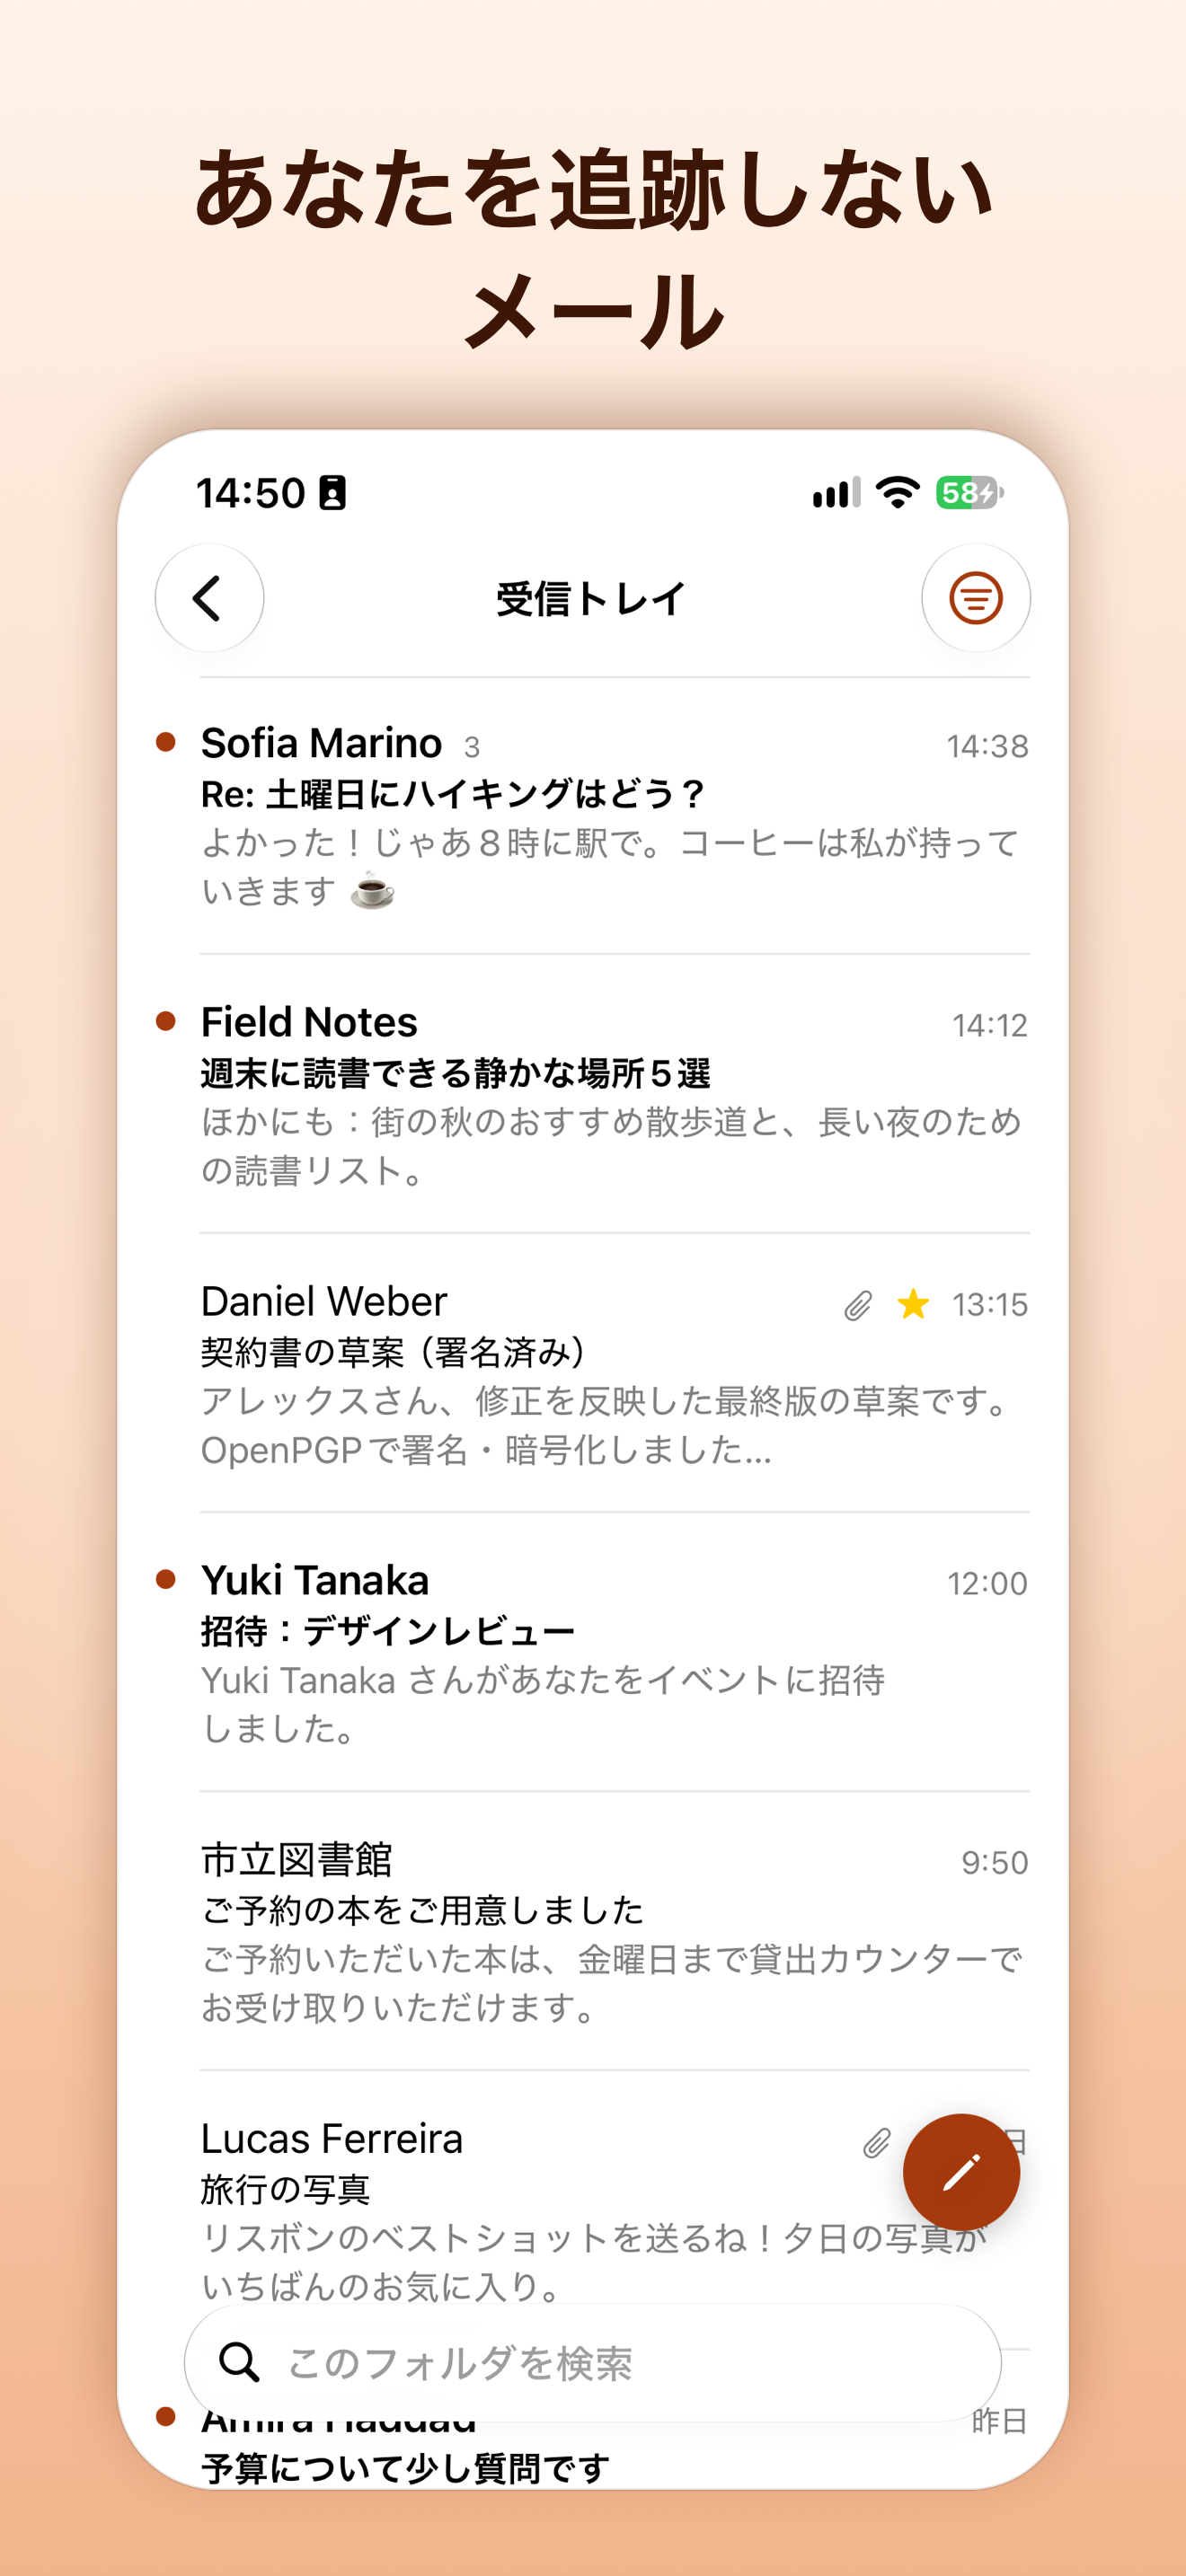 あなたを追跡しない
メール
14:50
58
受信トレイ
Sofia Marino 3 14:38
Re: 土曜日にハイキングはどう？
よかった！じゃあ８時に駅で。コーヒーは私が持って
いきます ☕
Field Notes 14:12
週末に読書できる静かな場所５選
ほかにも：街の秋のおすすめ散歩道と、長い夜のため
の読書リスト。
Daniel Weber 13:15
契約書の草案（署名済み）
アレックスさん、修正を反映した最終版の草案です。
OpenPGPで署名・暗号化しました...
Yuki Tanaka 12:00
招待：デザインレビュー
Yuki Tanaka さんがあなたをイベントに招待
しました。
市立図書館 9:50
ご予約の本をご用意しました
ご予約いただいた本は、金曜日まで貸出カウンターで
お受け取りいただけます。
Lucas Ferreira 日
旅行の写真
リスボンのベストショットを送るね！夕日の写真が
いちばんのお気に入り。
このフォルダを検索
Amira Haddad 昨日
予算について少し質問です